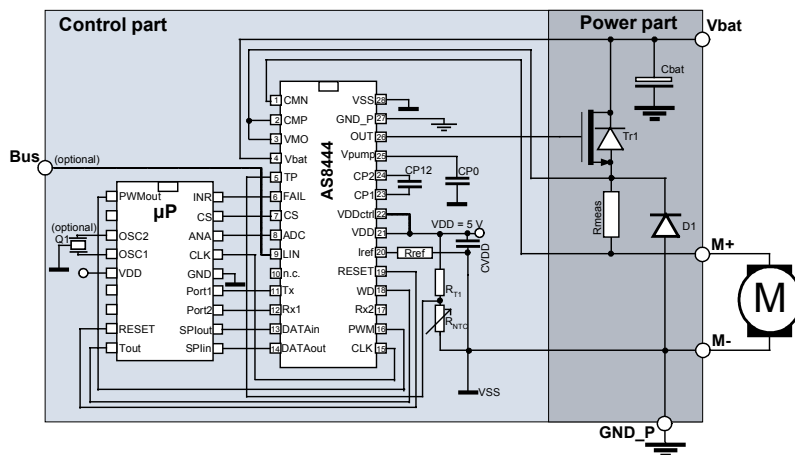 Control part
Power part
Vbat
Cbat
1 CMN
2 CMP
3 VMO
4 Vbat
5 TP
6 FAIL
7 CS
8 ADC
9 LIN
10 n.c.
11 Tx
12 Rx1
13 DATAin
14 DATAout
AS8444
VSS 28
GND_P 27
OUT 26
Vpump 25
CP2 24
CP1 23
VDDctrl 22
VDD 21
Iref 20
RESET 19
WD 18
Rx2 17
PWM 16
CLK 15
Bus (optional)
(optional)
Q1
µP
PWMout
OSC2
OSC1
VDD
RESET
Tout
INR
CS
ANA
CLK
GND
Port1
Port2
SPIout
SPIin
CP12
CP0
VDD = 5 V
CVDD
Rref
RT1
RNTC
VSS
Tr1
Rmeas
D1
M+
M
M-
GND_P